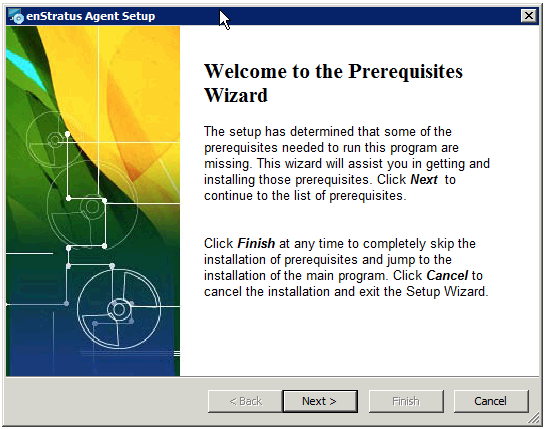 enStratus Agent Setup
Welcome to the Prerequisites
Wizard
The setup has determined that some of the
prerequisites needed to run this program are
missing. This wizard will assist you in getting and
installing those prerequisites. Click Next to
continue to the list of prerequisites.
Click Finish at any time to completely skip the
installation of prerequisites and jump to the
installation of the main program. Click Cancel to
cancel the installation and exit the Setup Wizard.
< Back Next > Finish Cancel